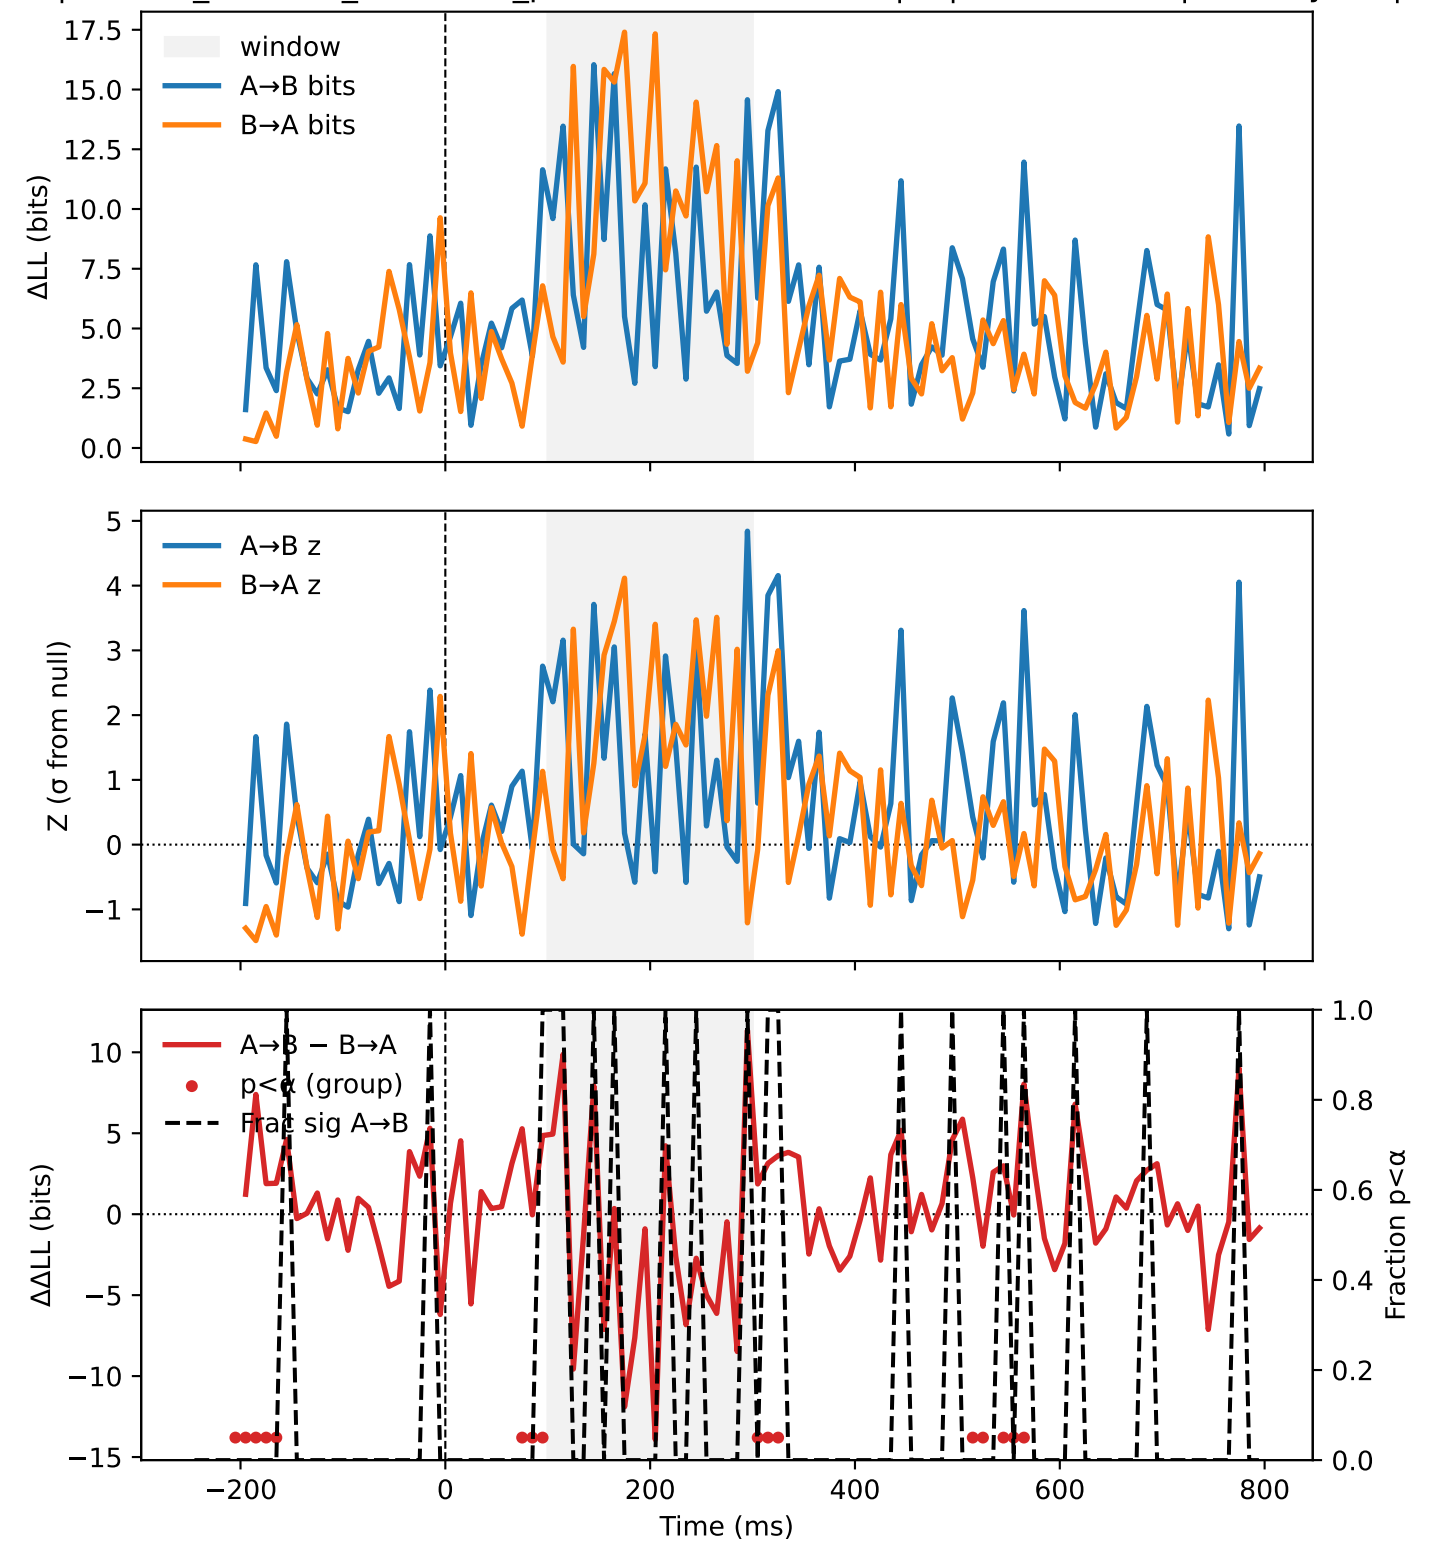 17.5
15.0
12.5
10.0
7.5
5.0
2.5
0.0
ΔLL (bits)
window
A→B bits
B→A bits
5
4
3
2
1
0
−1
Z (σ from null)
A→B z
B→A z
10
5
0
−5
−10
−15
ΔΔLL (bits)
A→B − B→A
p<α (group)
Frac sig A→B
1.0
0.8
0.6
0.4
0.2
0.0
Fraction p<α
−200 0 200 400 600 800
Time (ms)